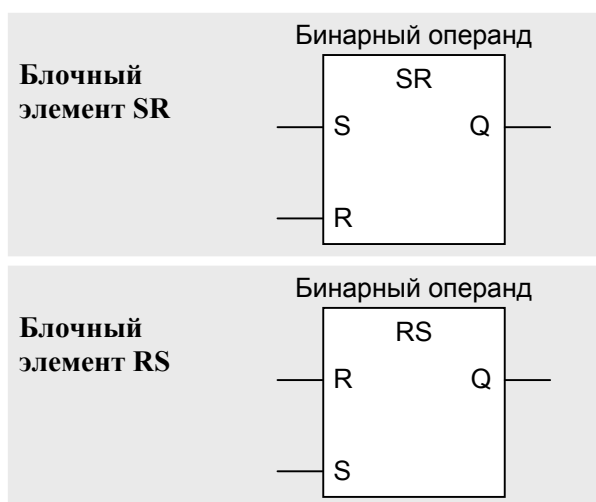 Бинарный операнд
Блочный
элемент SR
SR
S Q
R
Бинарный операнд
Блочный
элемент RS
RS
R Q
S